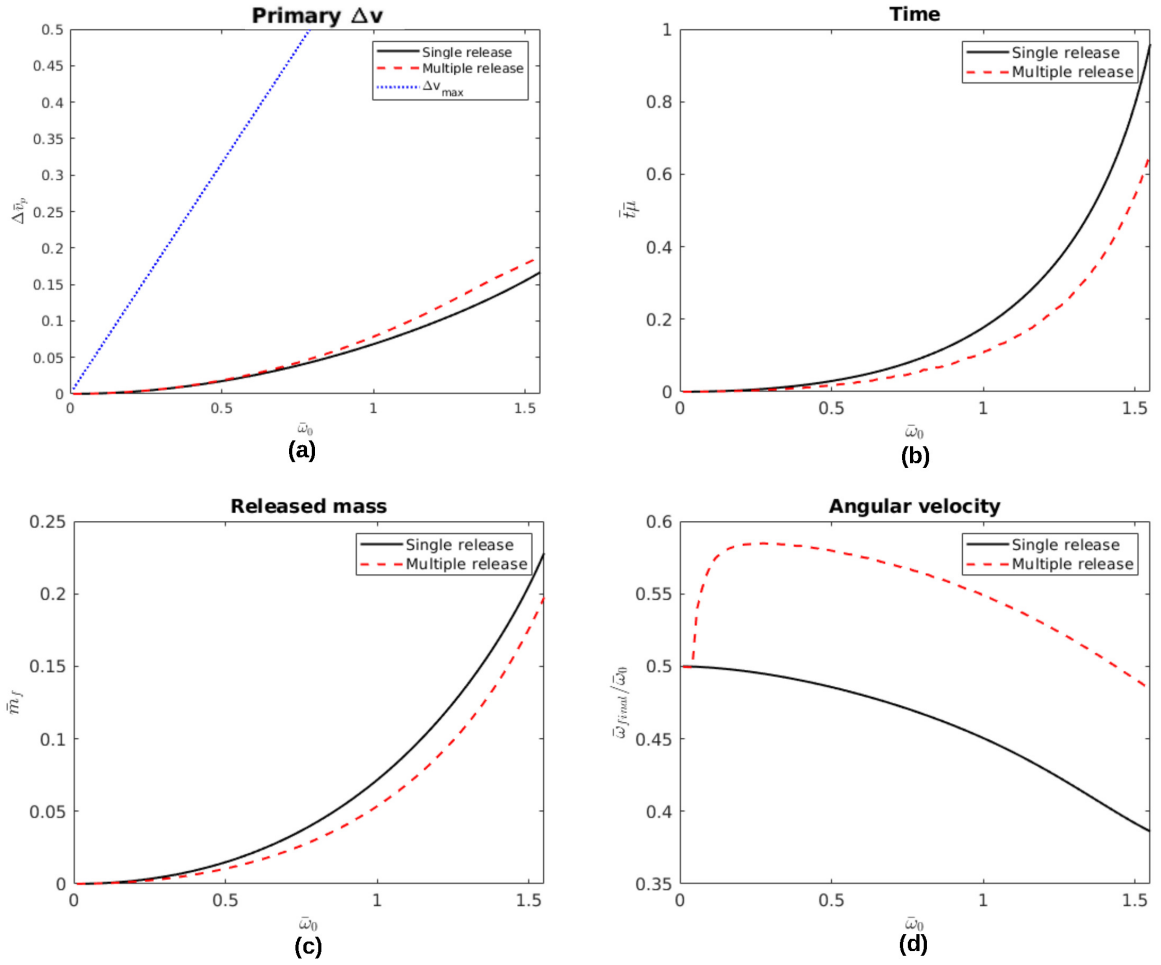 Primary Δv
0.5
0.45
0.4
0.35
0.3
0.25
0.2
0.15
0.1
0.05
0
Δv̄ₚ
Single release
Multiple release
Δv_max
0 0.5 1 1.5
ω̄₀
(a)
Time
1
0.8
0.6
0.4
0.2
0
t̄μ̄
Single release
Multiple release
0 0.5 1 1.5
ω̄₀
(b)
Released mass
0.25
0.2
0.15
0.1
0.05
0
m̄_f
Single release
Multiple release
0 0.5 1 1.5
ω̄₀
(c)
Angular velocity
0.6
0.55
0.5
0.45
0.4
0.35
ω̄_final/ω̄₀
Single release
Multiple release
0 0.5 1 1.5
ω̄₀
(d)